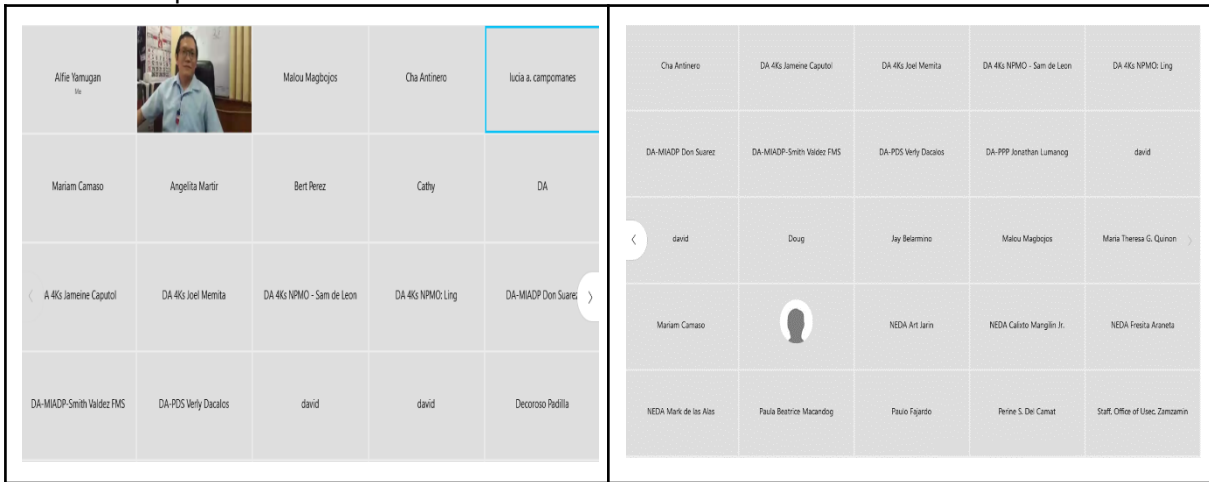 Alfie Yamugan
Me
Malou Magbojos
Cha Antinero
lucia a. campomanes
Mariam Camaso
Angelita Martir
Bert Perez
Cathy
DA
A 4Ks Jameine Caputol
DA 4Ks Joel Memita
DA 4Ks NPMO - Sam de Leon
DA 4Ks NPMO: Ling
DA-MIADP Don Suarez
DA-MIADP-Smith Valdez FMS
DA-PDS Verly Dacalos
david
david
Decoroso Padilla
Cha Antinero
DA 4Ks Jameine Caputol
DA 4Ks Joel Memita
DA 4Ks NPMO - Sam de Leon
DA 4Ks NPMO: Ling
DA-MIADP Don Suarez
DA-MIADP-Smith Valdez FMS
DA-PDS Verly Dacalos
DA-PPP Jonathan Lumanog
david
david
Doug
Jay Belarmino
Malou Magbojos
Maria Theresa G. Quinon
Mariam Camaso
NEDA Art Jarin
NEDA Calixto Mangilin Jr.
NEDA Fresita Araneta
NEDA Mark de las Alas
Paula Beatrice Macandog
Paulo Fajardo
Perine S. Del Camat
Staff. Office of Usec. Zamzamin